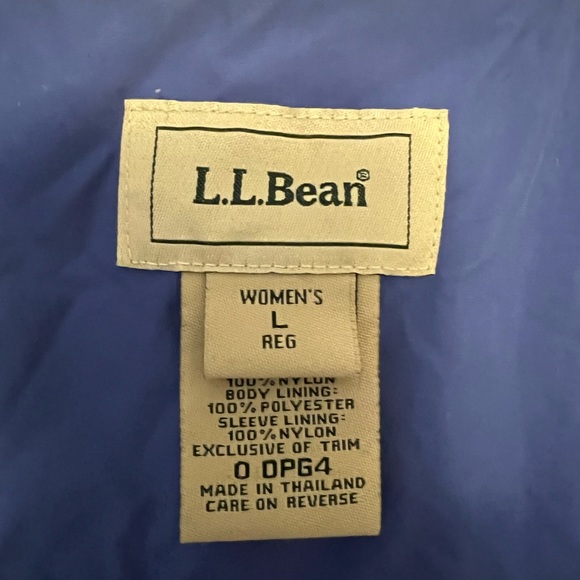 L.L.Bean®
WOMEN'S
L
REG
100% NYLON
BODY LINING:
100% POLYESTER
SLEEVE LINING:
100% NYLON
EXCLUSIVE OF TRIM
0 OPG4
MADE IN THAILAND
CARE ON REVERSE